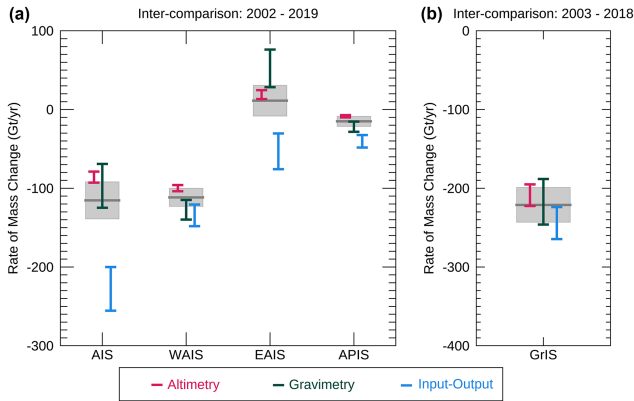 (a) Inter-comparison: 2002 - 2019
Rate of Mass Change (Gt/yr)
100
0
-100
-200
-300
AIS WAIS EAIS APIS
(b) Inter-comparison: 2003 - 2018
Rate of Mass Change (Gt/yr)
0
-100
-200
-300
-400
GrIS
Altimetry Gravimetry Input-Output